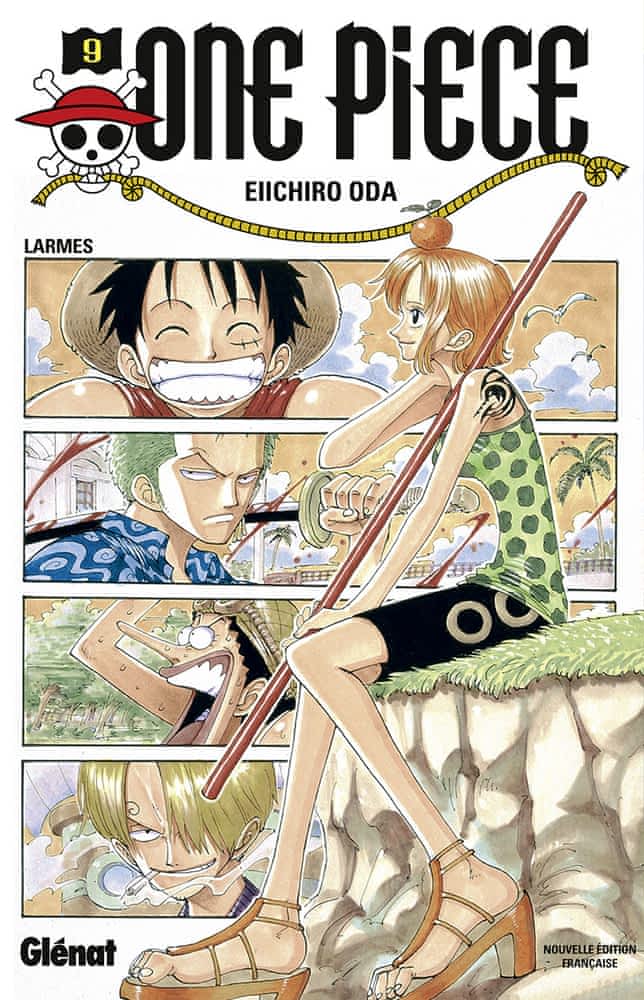 9
ONE PIECE
EIICHIRO ODA
LARMES
Glénat
NOUVELLE ÉDITION
FRANÇAISE